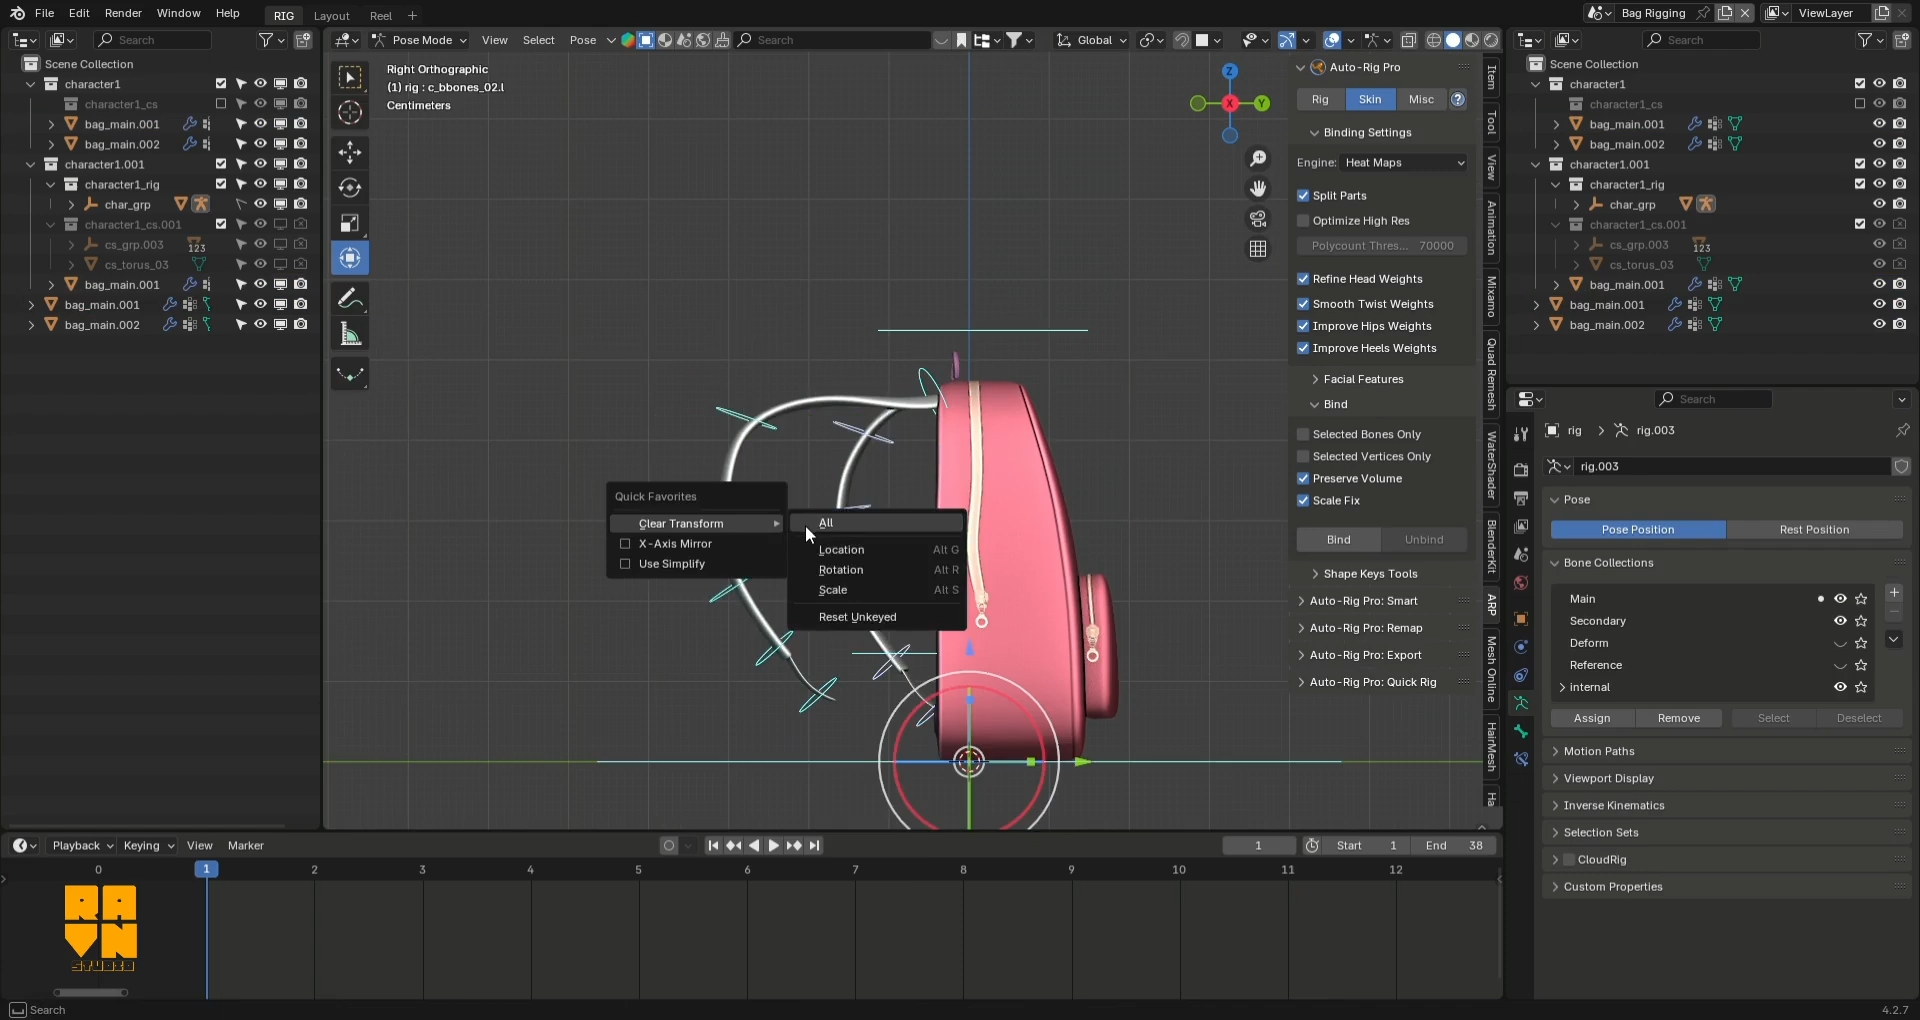 File Edit Render Window Help RIG Layout Reel Bag Rigging ViewLayer
Search Pose Mode View Select Pose Search Global Search
Scene Collection
character1
character1_cs
bag_main.001
bag_main.002
character1.001
character1_rig
char_grp
character1_cs.001
cs_grp.003 123
cs_torus_03
bag_main.001
bag_main.001
bag_main.002
Right Orthographic
(1) rig : c_bbones_02.l
Centimeters
Z
X
Y
Quick Favorites
Clear Transform
X-Axis Mirror
Use Simplify
All
Location Alt G
Rotation Alt R
Scale Alt S
Reset Unkeyed
Auto-Rig Pro
Rig Skin Misc ?
Binding Settings
Engine: Heat Maps
Split Parts
Optimize High Res
Polycount Thres... 70000
Refine Head Weights
Smooth Twist Weights
Improve Hips Weights
Improve Heels Weights
Facial Features
Bind
Selected Bones Only
Selected Vertices Only
Preserve Volume
Scale Fix
Bind Unbind
Shape Keys Tools
Auto-Rig Pro: Smart
Auto-Rig Pro: Remap
Auto-Rig Pro: Export
Auto-Rig Pro: Quick Rig
Item
Tool
View
Animation
Mixamo
Quad Remesh
WaterShader
BlenderKit
ARP
Mesh Online
HairMesh
Ha
Scene Collection
character1
character1_cs
bag_main.001
bag_main.002
character1.001
character1_rig
char_grp
character1_cs.001
cs_grp.003 123
cs_torus_03
bag_main.001
bag_main.001
bag_main.002
Search
rig rig.003
rig.003
Pose
Pose Position Rest Position
Bone Collections
Main
Secondary
Deform
Reference
internal
Assign Remove Select Deselect
Motion Paths
Viewport Display
Inverse Kinematics
Selection Sets
CloudRig
Custom Properties
Playback Keying View Marker 1 Start 1 End 38
0 1 2 3 4 5 6 7 8 9 10 11 12
RA
VN
STUDIO
Search 4.2.7